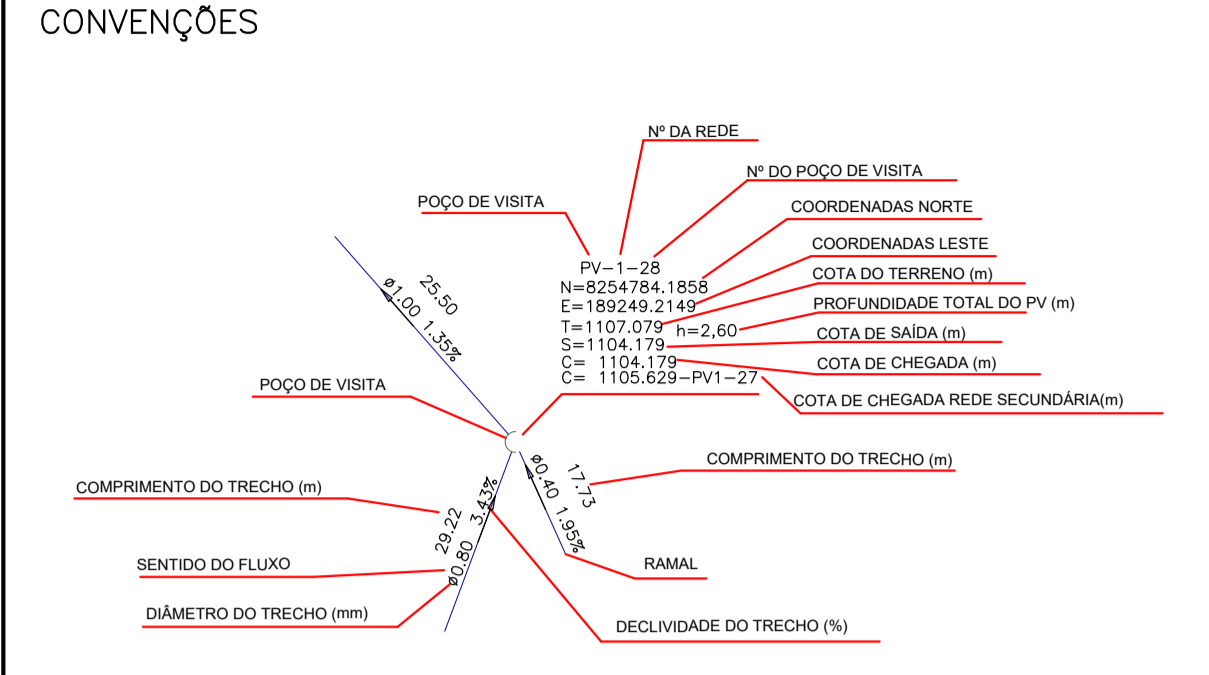 CONVENÇÕES
Nº DA REDE
Nº DO POÇO DE VISITA
POÇO DE VISITA
COORDENADAS NORTE
COORDENADAS LESTE
COTA DO TERRENO (m)
PROFUNDIDADE TOTAL DO PV (m)
COTA DE SAÍDA (m)
COTA DE CHEGADA (m)
COTA DE CHEGADA REDE SECUNDÁRIA(m)
PV-1-28
N=8254784.1858
E=189249.2149
T=1107.079 h=2,60
S=1104.179
C= 1104.179
C= 1105.629-PV1-27
25.50
ø1.00 1.35%
POÇO DE VISITA
COMPRIMENTO DO TRECHO (m)
17.73
ø0.40 1.95%
COMPRIMENTO DO TRECHO (m)
29.22
ø0.80 3.43%
SENTIDO DO FLUXO
RAMAL
DIÂMETRO DO TRECHO (mm)
DECLIVIDADE DO TRECHO (%)